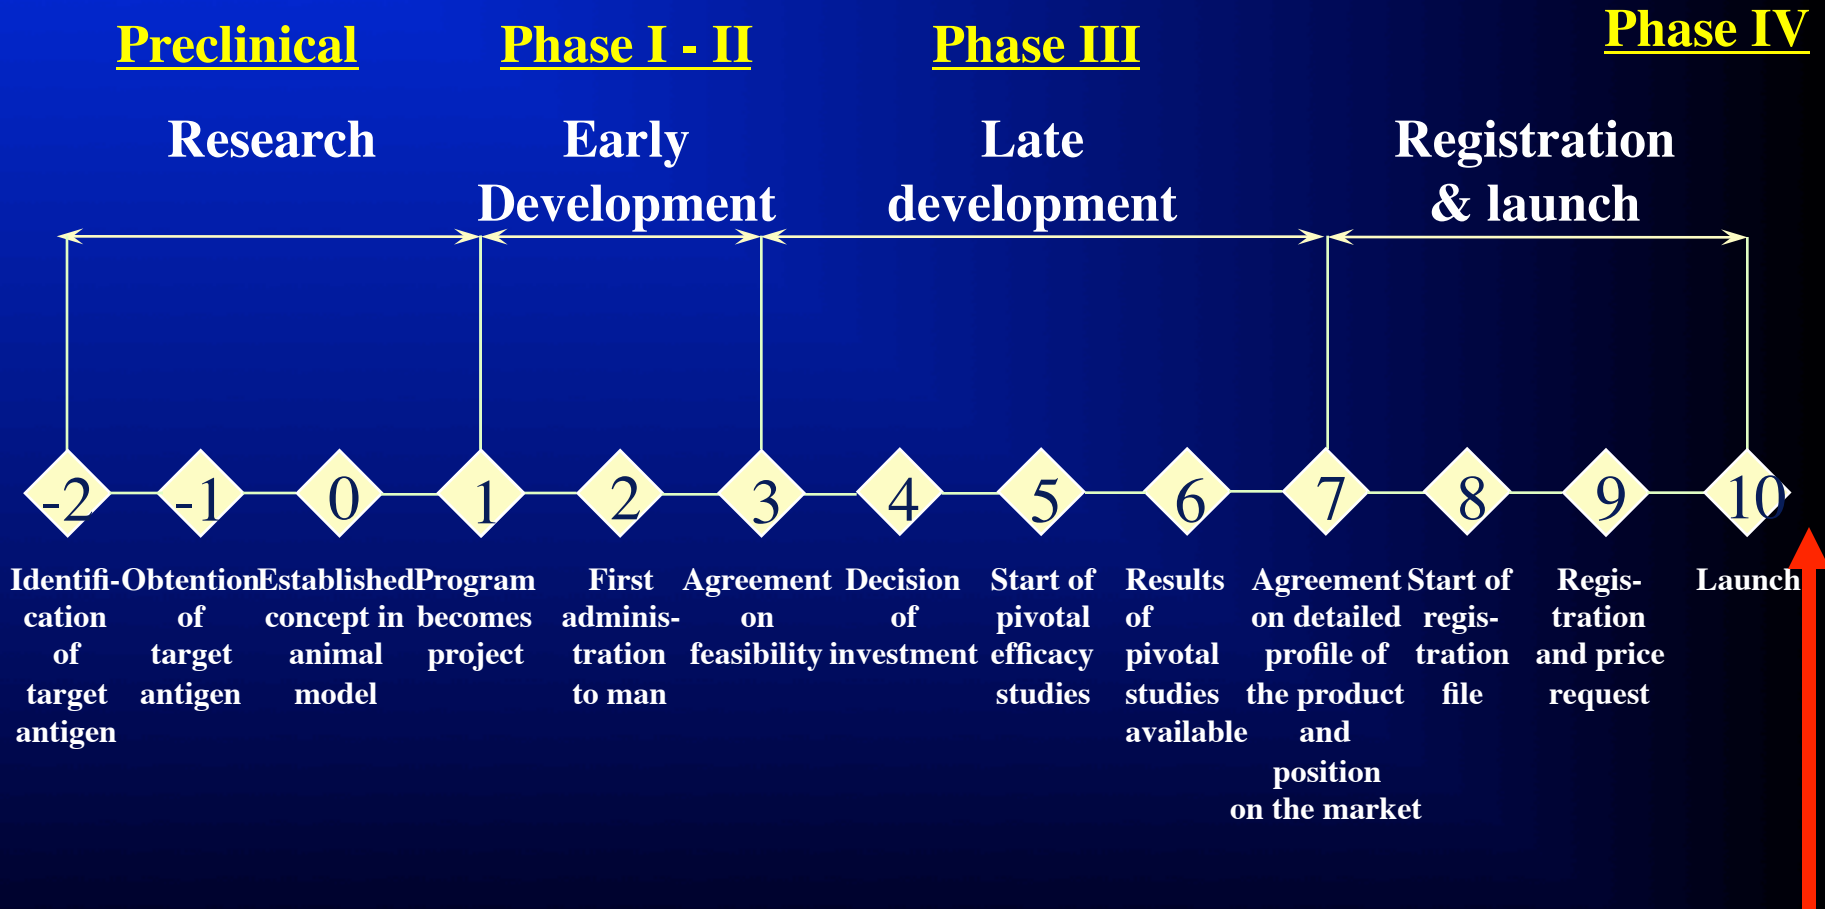 Preclinical
Phase I - II
Phase III
Phase IV
Research
Early
Development
Late
development
Registration
& launch
-2
-1
0
1
2
3
4
5
6
7
8
9
10
Identifi-
cation
of
target
antigen
Obtention
of
target
antigen
Established
concept in
animal
model
Program
becomes
project
First
adminis-
tration
to man
Agreement
on
feasibility
Decision
of
investment
Start of
pivotal
efficacy
studies
Results
of
pivotal
studies
available
Agreement
on detailed
profile of
the product
and
position
on the market
Start of
regis-
tration
file
Regis-
tration
and price
request
Launch